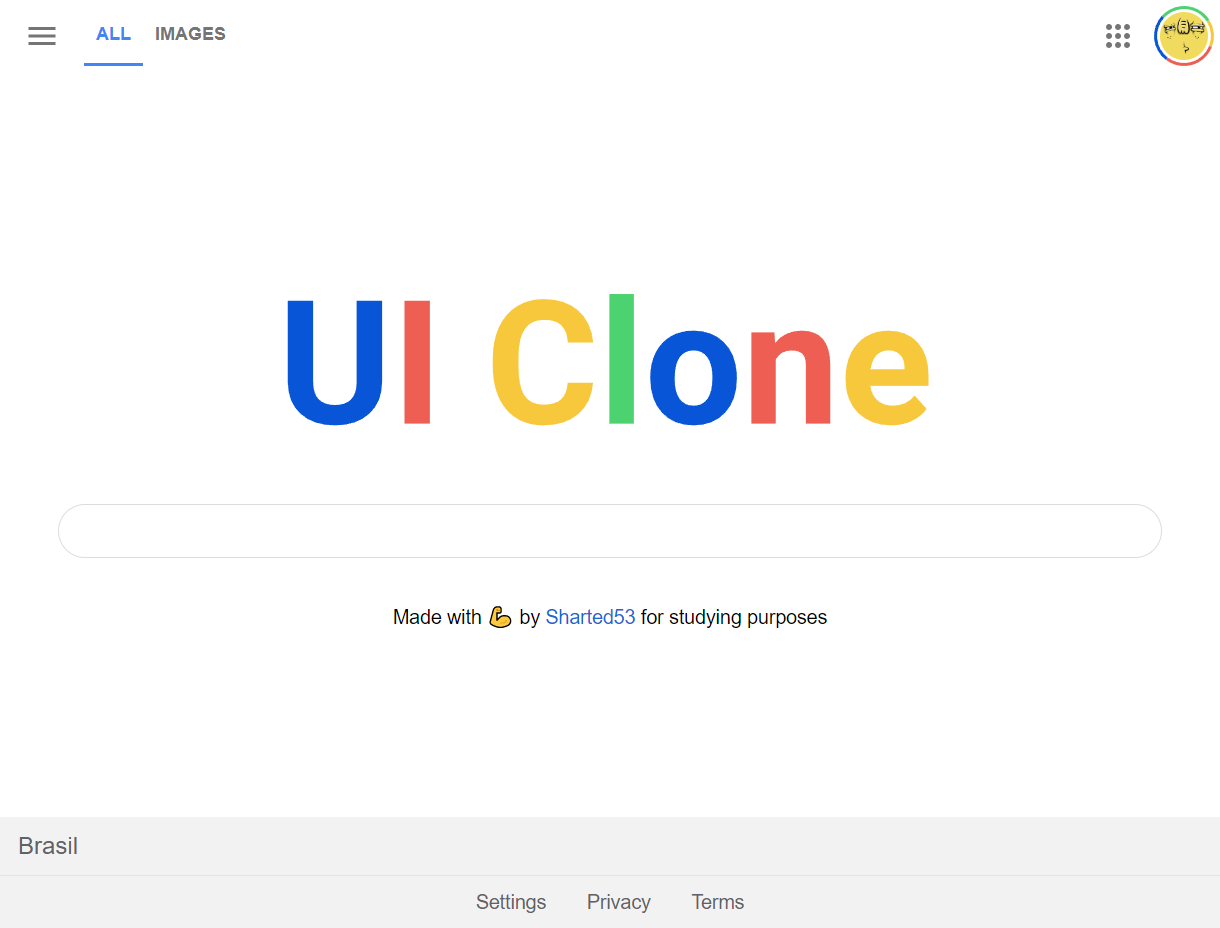 ALL IMAGES
UI Clone
Made with 💪 by Sharted53 for studying purposes
Brasil
Settings Privacy Terms